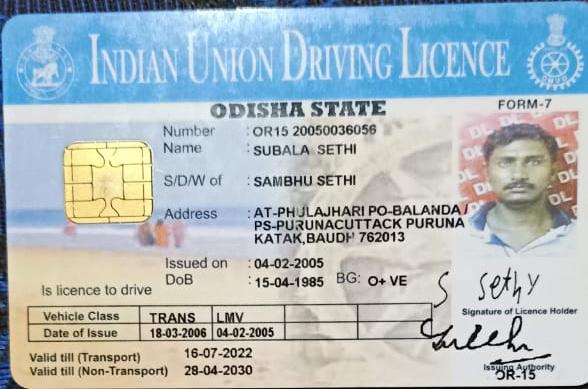 INDIAN UNION DRIVING LICENCE
ODISHA STATE
FORM-7
Number : OR15 20050036056
Name : SUBALA SETHI
S/D/W of : SAMBHU SETHI
Address : AT-PHULAJHARI PO-BALANDA /
PS-PURUNACUTTACK PURUNA
KATAK,BAUDH 762013
Issued on : 04-02-2005
DoB : 15-04-1985 BG: O+ VE
Is licence to drive
S Sethy
Signature of Licence Holder
Vehicle Class TRANS LMV
Date of Issue 18-03-2006 04-02-2005
Valid till (Transport) 16-07-2022
Valid till (Non-Transport) 28-04-2030
Issuing Authority
OR-15